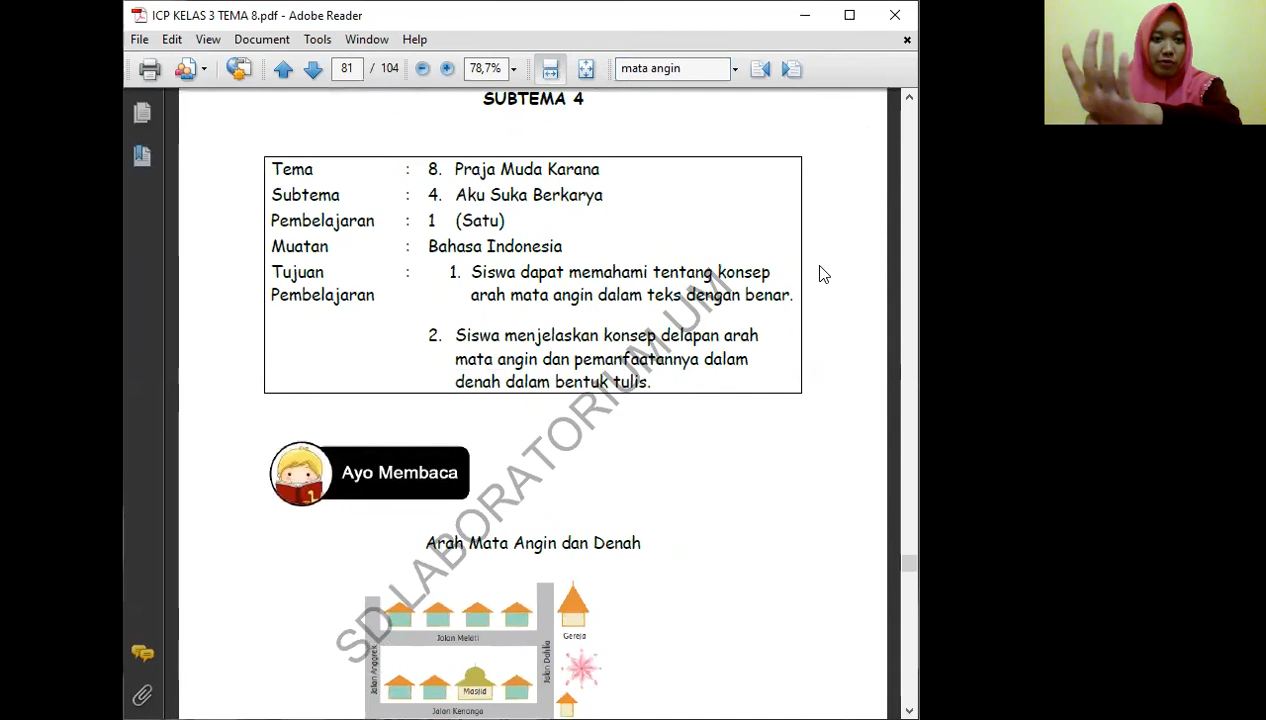 ICP KELAS 3 TEMA 8.pdf - Adobe Reader
File Edit View Document Tools Window Help
81 / 104 78,7% mata angin
SUBTEMA 4
Tema : 8. Praja Muda Karana
Subtema : 4. Aku Suka Berkarya
Pembelajaran : 1 (Satu)
Muatan : Bahasa Indonesia
Tujuan : 1. Siswa dapat memahami tentang konsep
Pembelajaran arah mata angin dalam teks dengan benar.
2. Siswa menjelaskan konsep delapan arah
mata angin dan pemanfaatannya dalam
denah dalam bentuk tulis.
SD LABORATORIUM UM
Ayo Membaca
Arah Mata Angin dan Denah
Gereja
Jalan Melati
Jalan Anggrek
Jalan Dahlia
Masjid
Jalan Kenanga